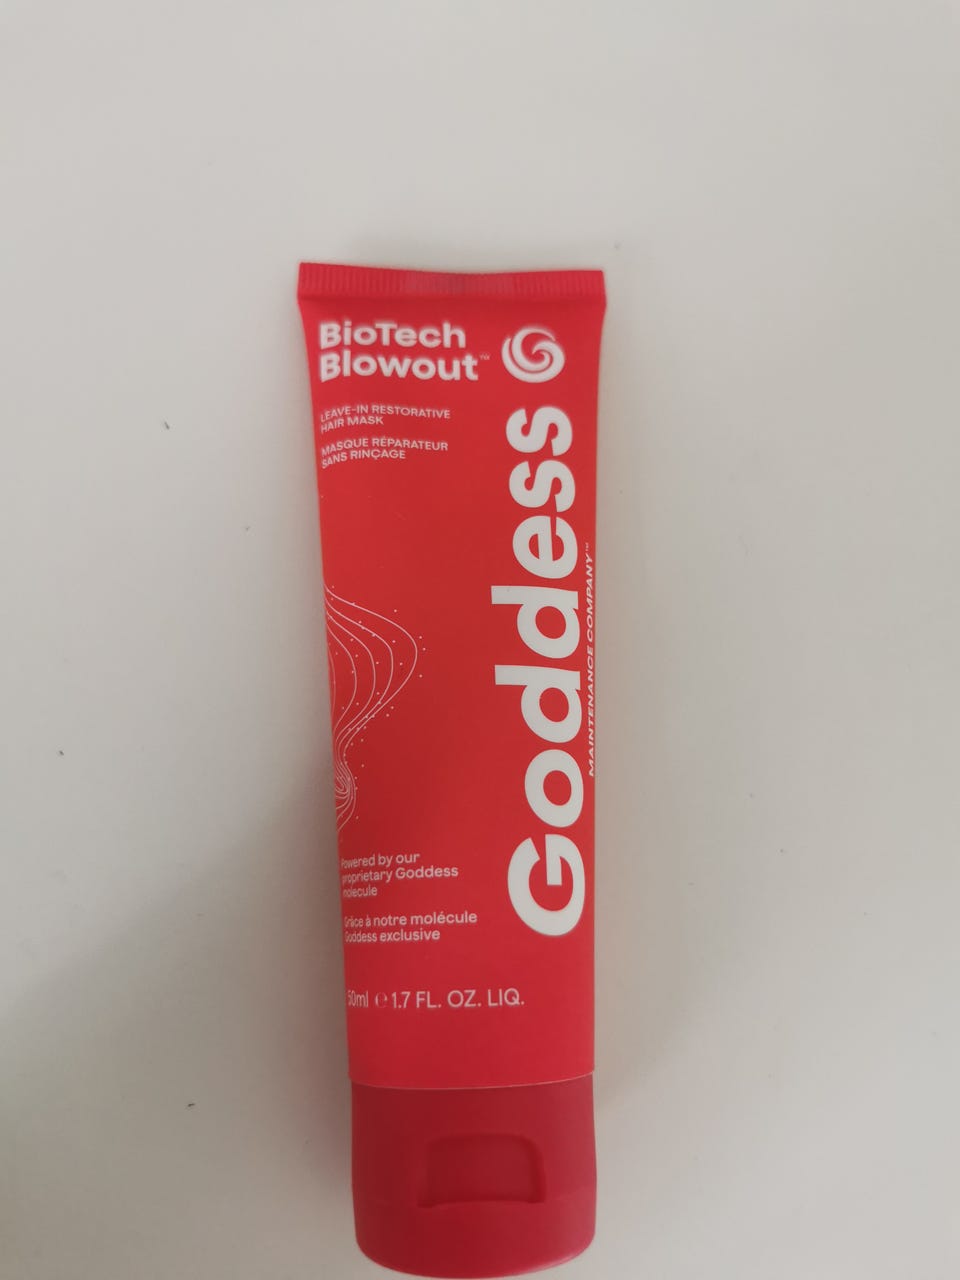 BioTech
Blowout™
LEAVE-IN RESTORATIVE
HAIR MASK
MASQUE RÉPARATEUR
SANS RINÇAGE
Goddess
MAINTENANCE COMPANY™
Powered by our
proprietary Goddess
molecule
Grâce à notre molécule
Goddess exclusive
50ml ℮ 1.7 FL. OZ. LIQ.